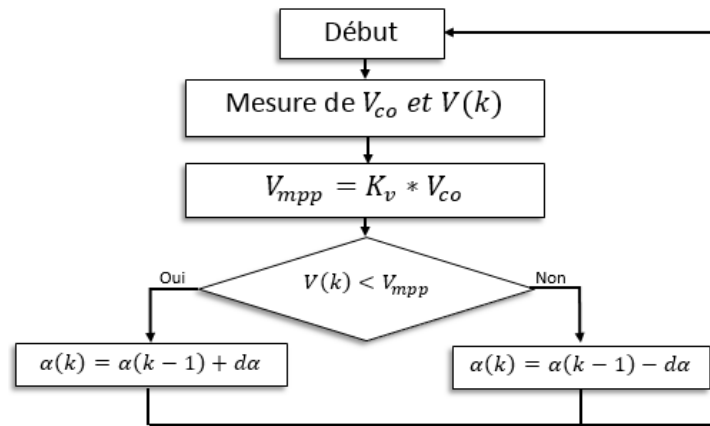 Début
Mesure de V_co et V(k)
V_mpp = K_v * V_co
V(k) < V_mpp
Oui
Non
α(k) = α(k − 1) + dα
α(k) = α(k − 1) − dα